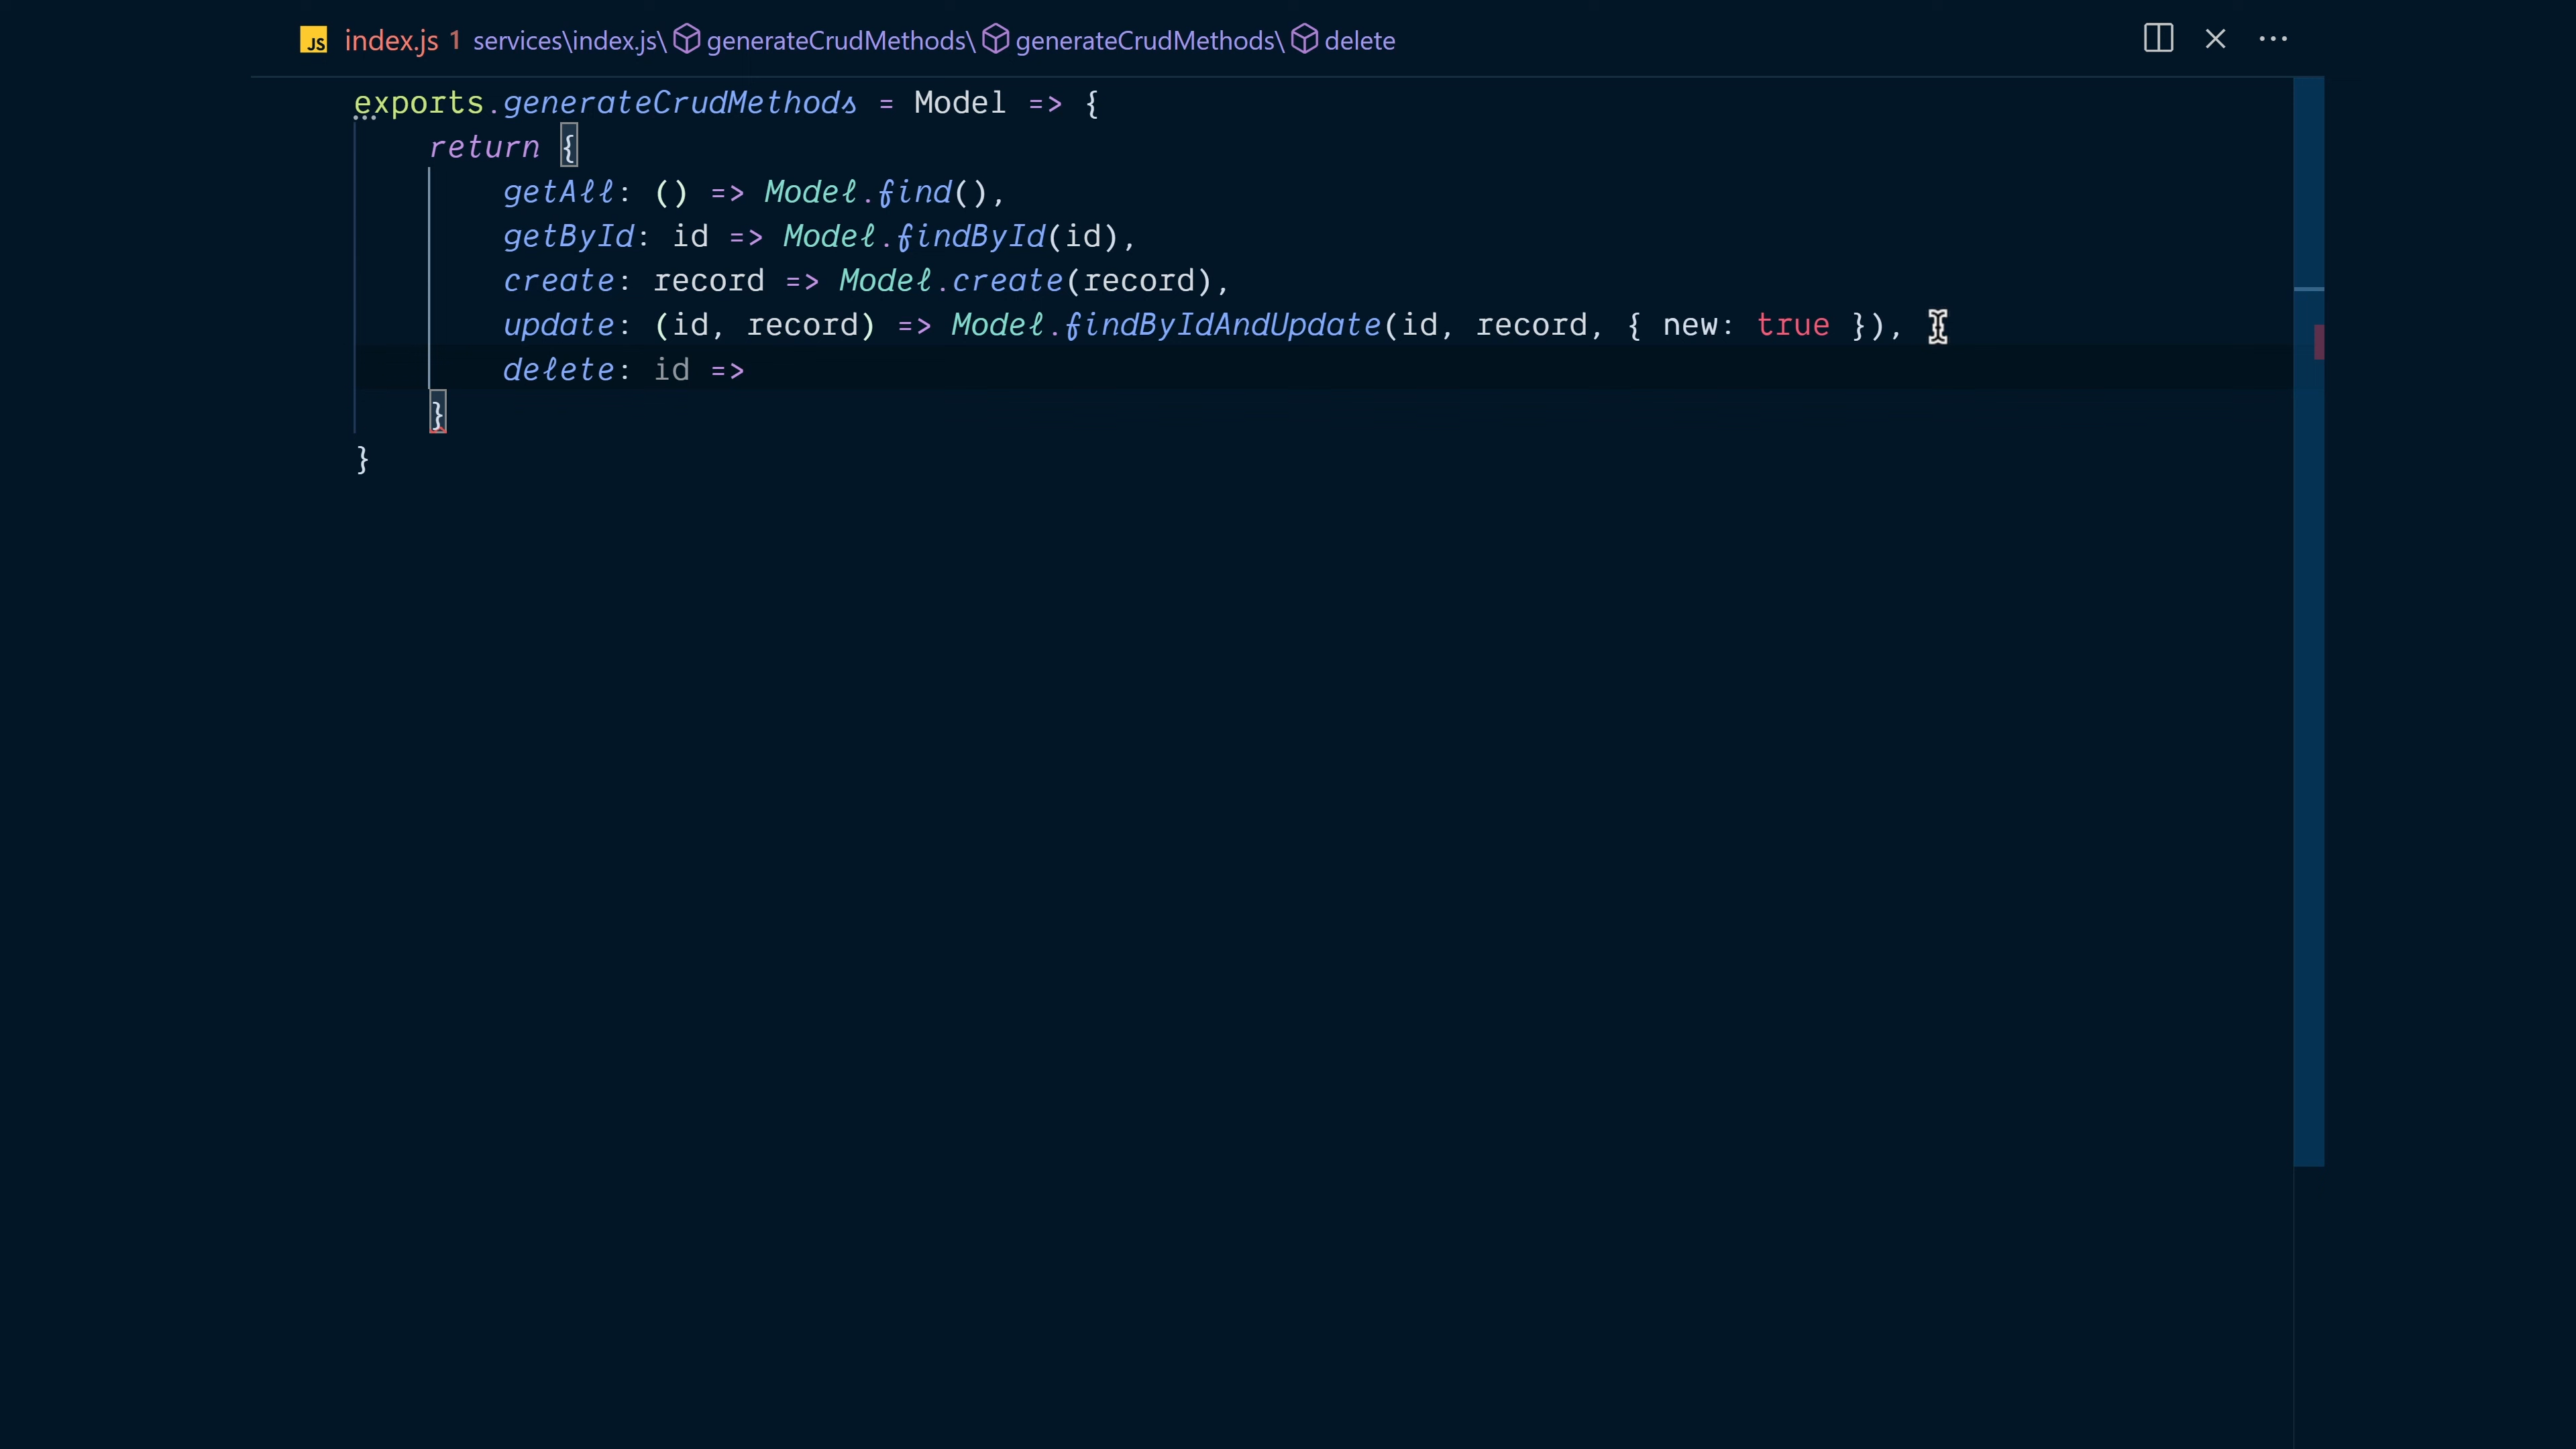 JS index.js 1 services\index.js\ generateCrudMethods\ generateCrudMethods\ delete
exports.generateCrudMethods = Model => {
return {
getAll: () => Model.find(),
getById: id => Model.findById(id),
create: record => Model.create(record),
update: (id, record) => Model.findByIdAndUpdate(id, record, { new: true }),
delete: id =>
}
}